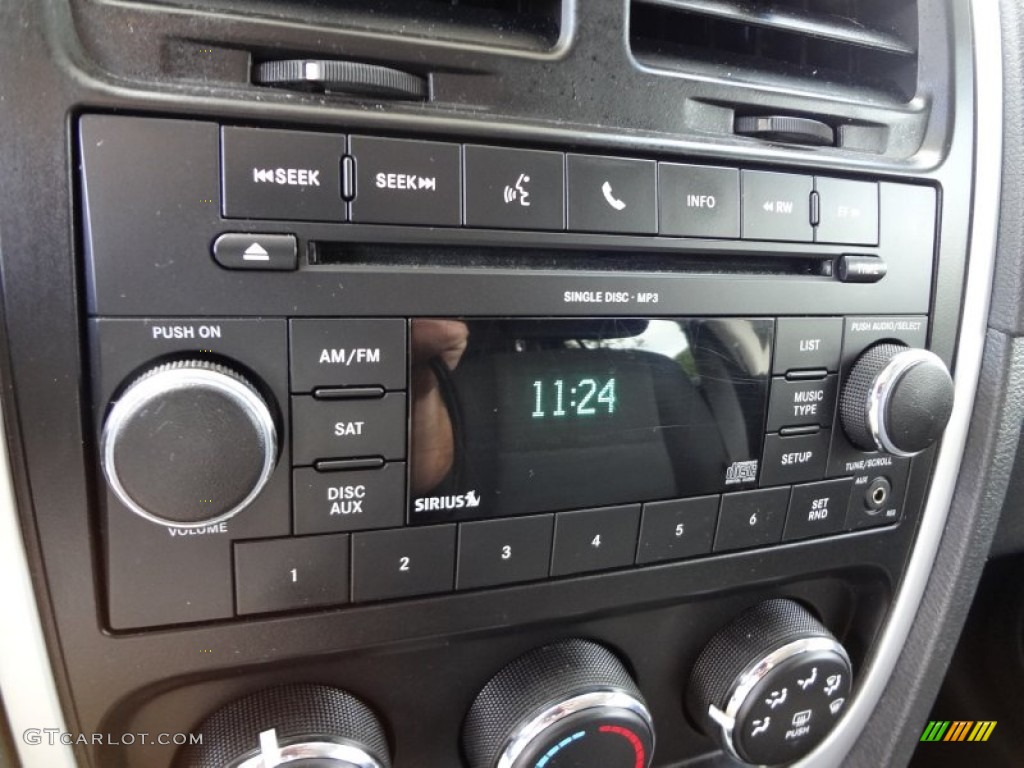 SEEK
SEEK
INFO
RW
FF
SINGLE DISC - MP3
PUSH ON
VOLUME
AM/FM
SAT
DISC
AUX
11:24
SIRIUS
LIST
MUSIC
TYPE
SETUP
PUSH AUDIO/SELECT
TUNE/SCROLL
AUX
1
2
3
4
5
6
SET
RND
PUSH
GTCARLOT.COM